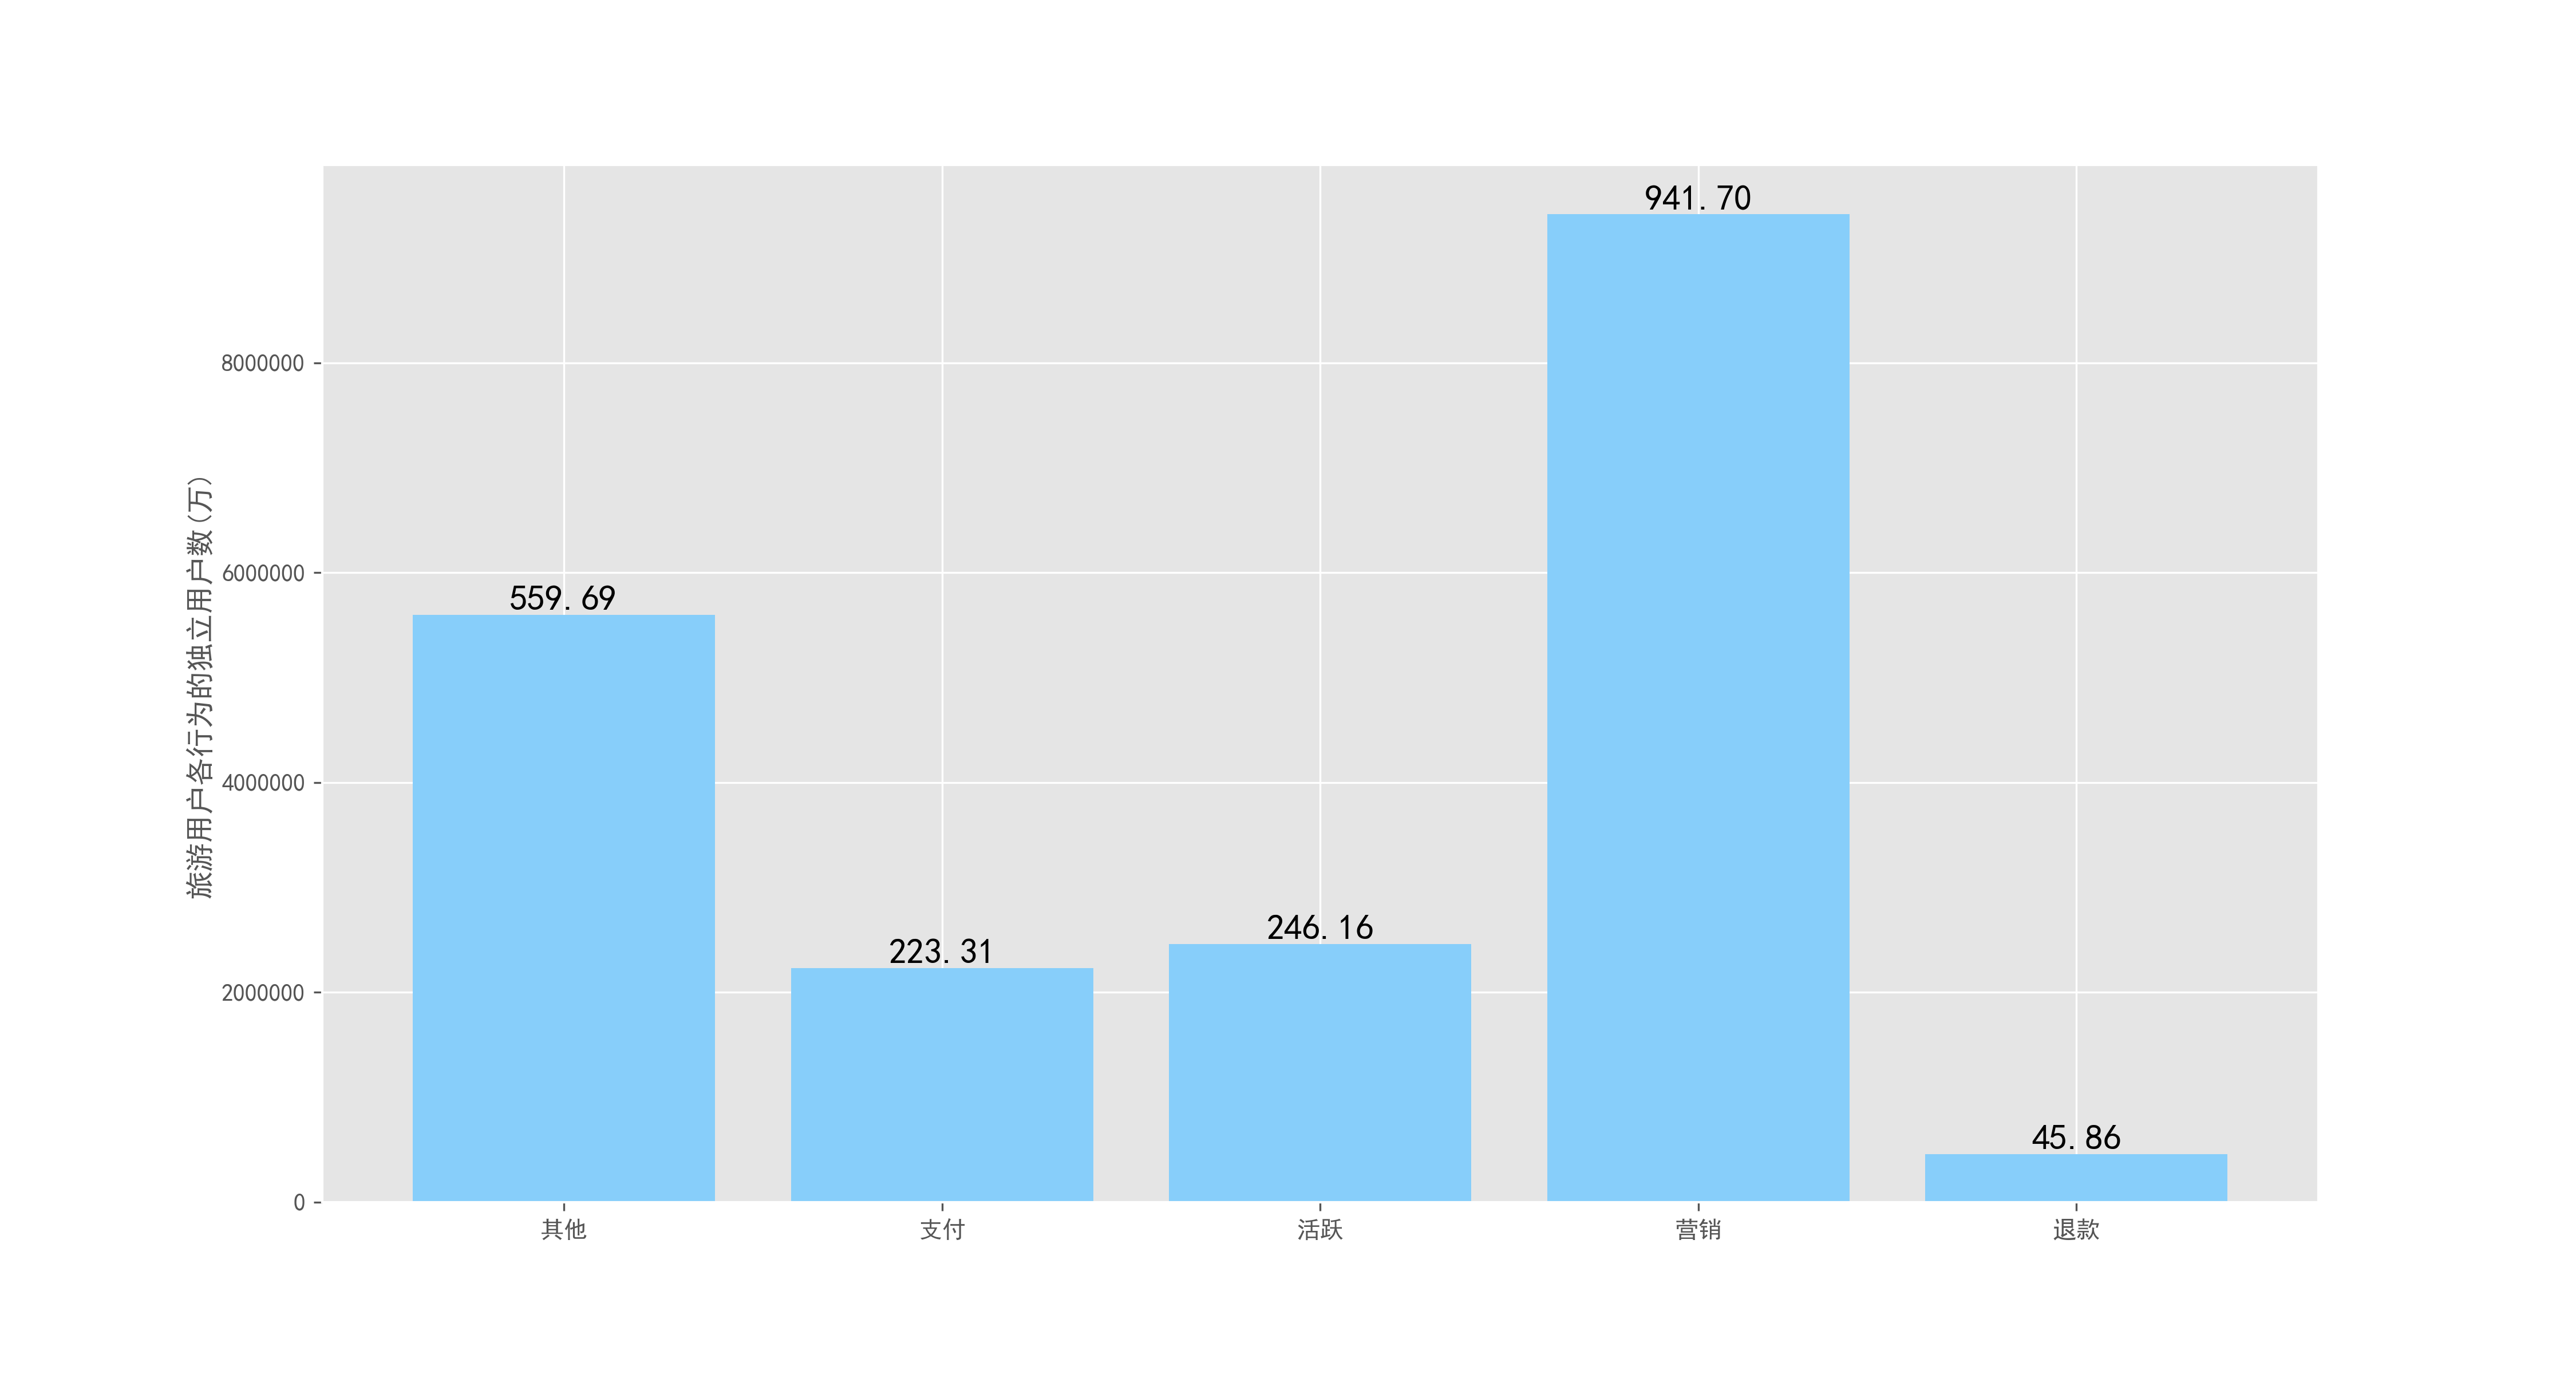 旅游用户各行为的独立用户数(万)
8000000
6000000
4000000
2000000
0
559.69
223.31
246.16
941.70
45.86
其他
支付
活跃
营销
退款